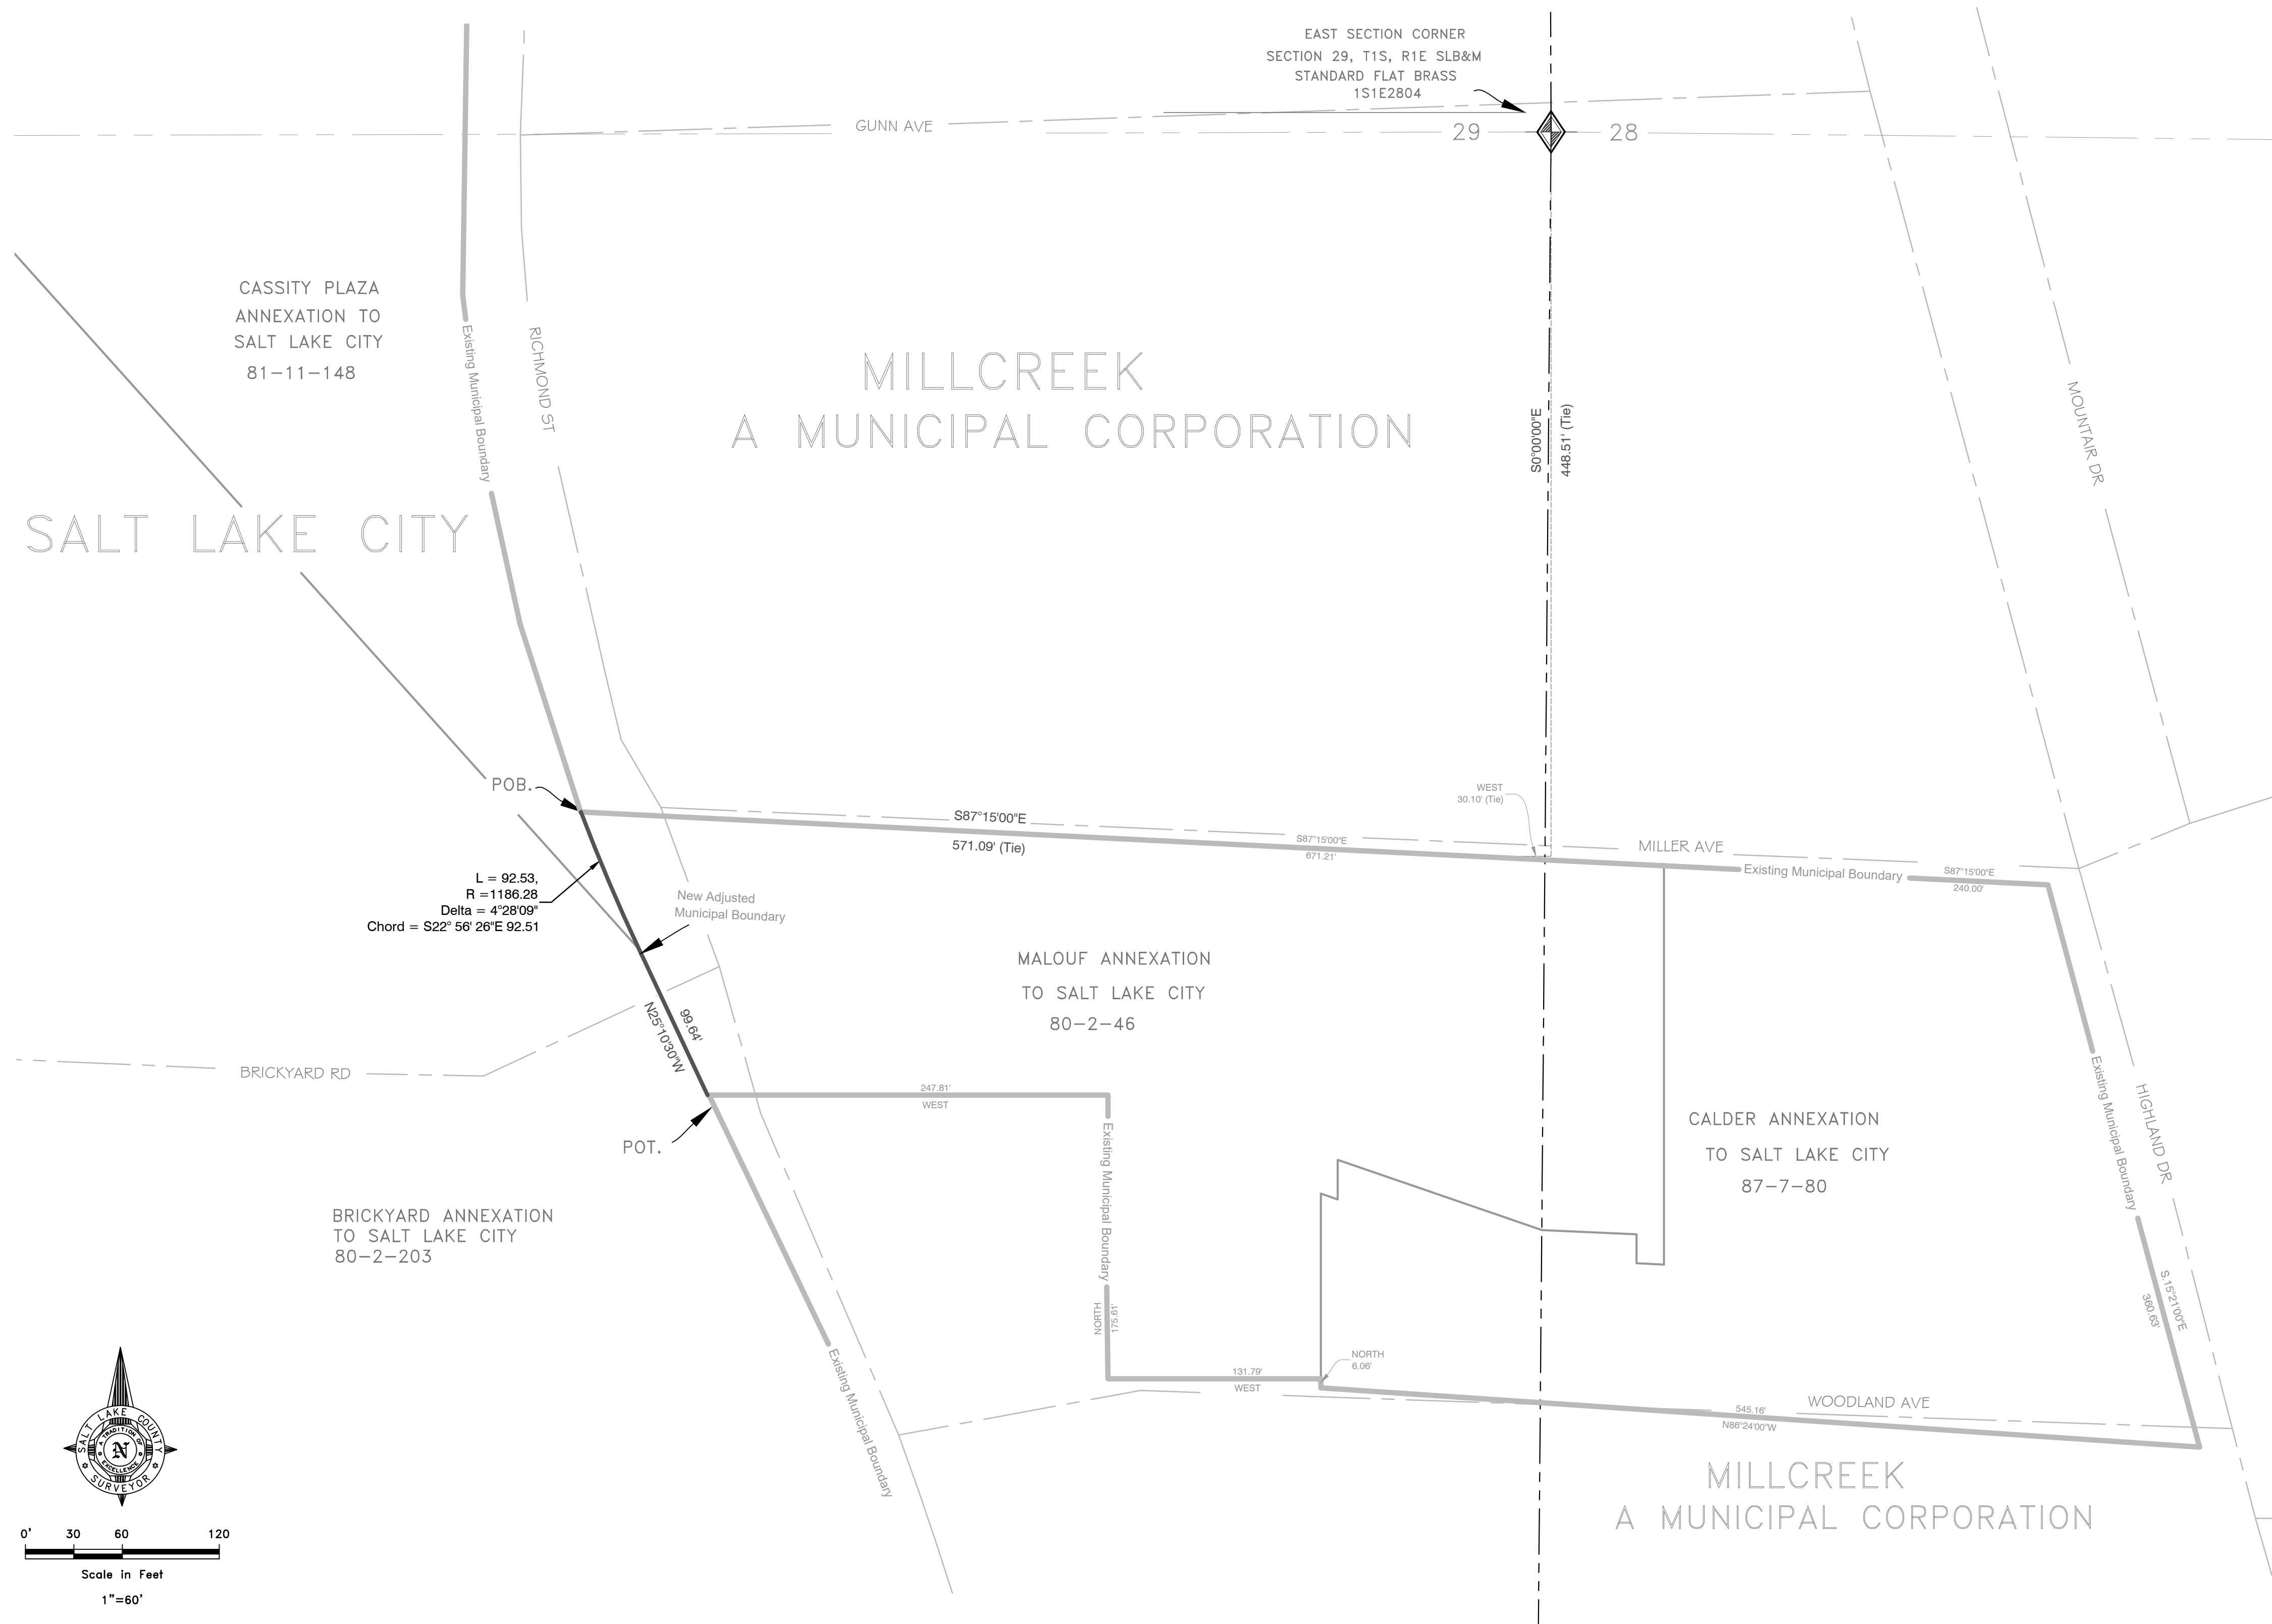 EAST SECTION CORNER
SECTION 29, T1S, R1E SLB&M
STANDARD FLAT BRASS
1S1E2804
GUNN AVE
29
28
CASSITY PLAZA
ANNEXATION TO
SALT LAKE CITY
81-11-148
Existing Municipal Boundary
RICHMOND ST
MILLCREEK
A MUNICIPAL CORPORATION
S0°00'00"E
448.51' (Tie)
MOUNTAIR DR
SALT LAKE CITY
POB.
S87°15'00"E
571.09' (Tie)
WEST
30.10' (Tie)
S87°15'00"E
671.21'
MILLER AVE
Existing Municipal Boundary
S87°15'00"E
240.00'
L = 92.53,
R =1186.28
Delta = 4°28'09"
Chord = S22° 56' 26"E 92.51
New Adjusted
Municipal Boundary
MALOUF ANNEXATION
TO SALT LAKE CITY
80-2-46
99.64'
N25°10'30"W
BRICKYARD RD
247.81'
WEST
POT.
Existing Municipal Boundary
CALDER ANNEXATION
TO SALT LAKE CITY
87-7-80
Existing Municipal Boundary
HIGHLAND DR
BRICKYARD ANNEXATION
TO SALT LAKE CITY
80-2-203
NORTH
175.61'
S.15°21'00"E
360.63'
Existing Municipal Boundary
NORTH
6.06'
131.79'
WEST
WOODLAND AVE
545.16'
N86°24'00"W
MILLCREEK
A MUNICIPAL CORPORATION
SALT LAKE COUNTY
A TRADITION OF
N
EXCELLENCE
SURVEYOR
0' 30 60 120
Scale in Feet
1"=60'